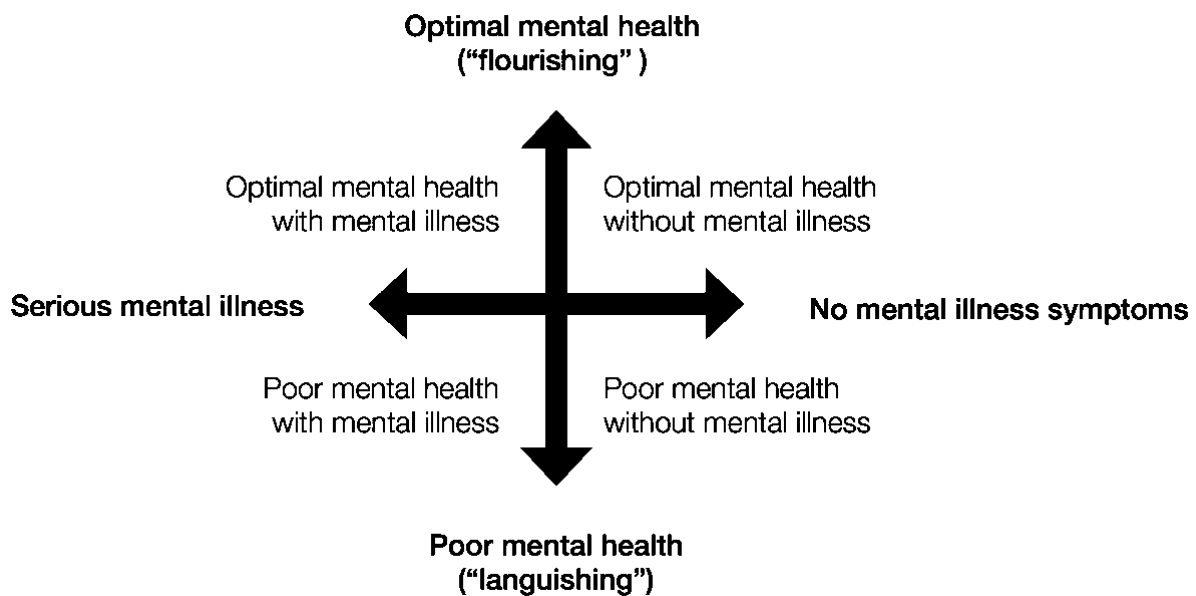 Optimal mental health
(“flourishing” )
Optimal mental health
with mental illness
Optimal mental health
without mental illness
Serious mental illness
No mental illness symptoms
Poor mental health
with mental illness
Poor mental health
without mental illness
Poor mental health
(“languishing”)